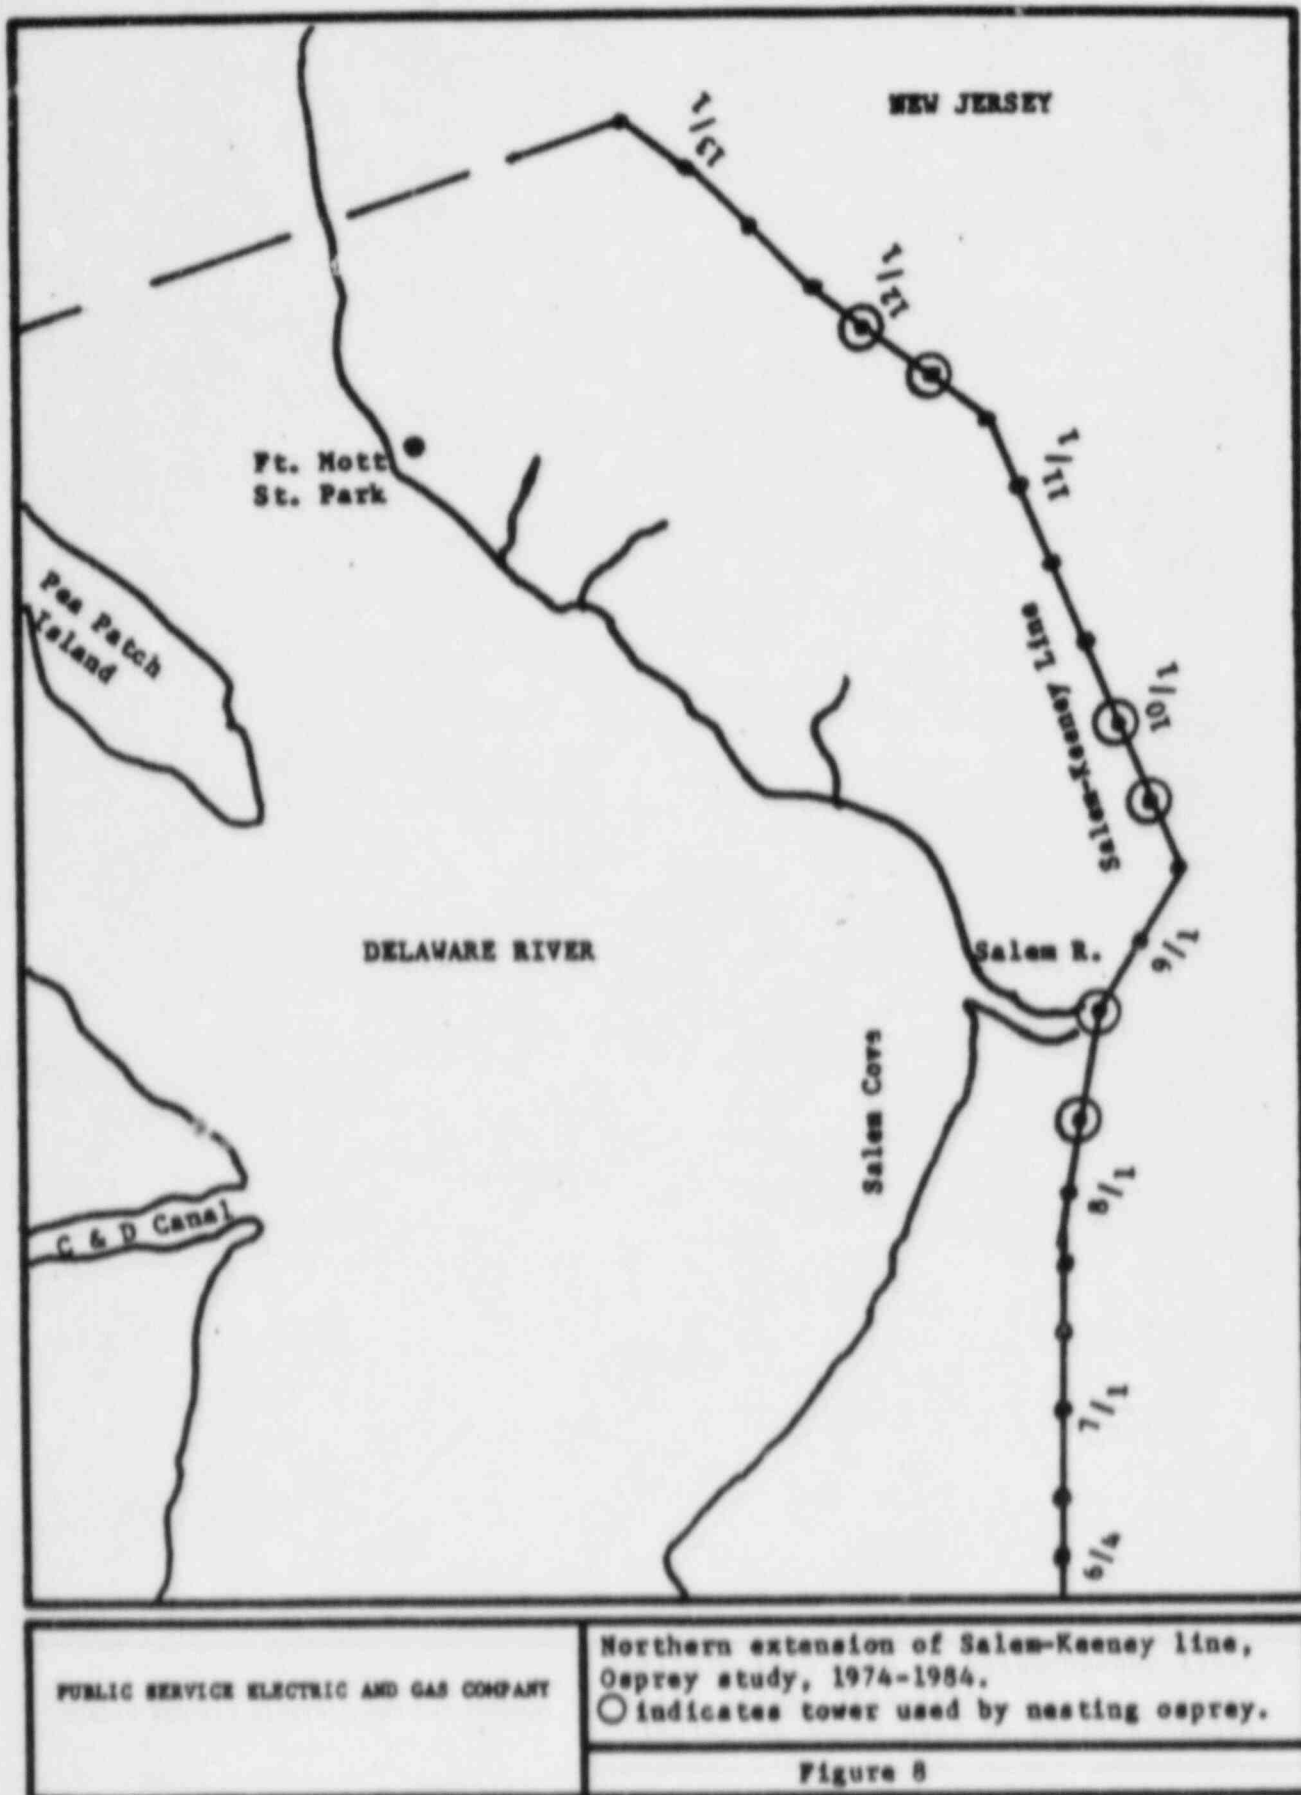 NEW JERSEY
13/1
12/1
Ft. Mott
St. Park
11/1
Pea Patch
Island
Salem-Keeney Line
10/1
DELAWARE RIVER
Salem R.
9/1
Salem Cove
8/1
C & D Canal
7/1
6/4
PUBLIC SERVICE ELECTRIC AND GAS COMPANY
Northern extension of Salem-Keeney line,
Osprey study, 1974-1984.
indicates tower used by nesting osprey.
Figure 8